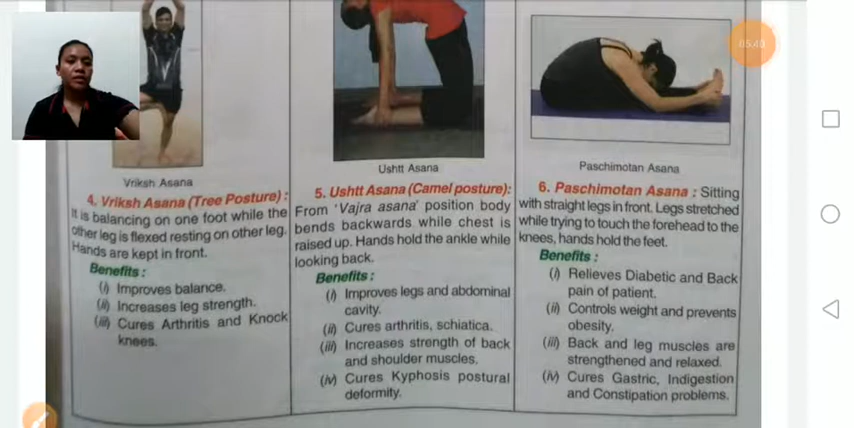 05:40
Vriksh Asana
4. Vriksh Asana (Tree Posture) :
It is balancing on one foot while the
other leg is flexed resting on other leg.
Hands are kept in front.
Benefits :
(i) Improves balance.
(ii) Increases leg strength.
(iii) Cures Arthritis and Knock
knees.
Ushtt Asana
5. Ushtt Asana (Camel posture):
From 'Vajra asana' position body
bends backwards while chest is
raised up. Hands hold the ankle while
looking back.
Benefits :
(i) Improves legs and abdominal
cavity.
(ii) Cures arthritis, schiatica.
(iii) Increases strength of back
and shoulder muscles.
(iv) Cures Kyphosis postural
deformity.
Paschimotan Asana
6. Paschimotan Asana : Sitting
with straight legs in front. Legs stretched
while trying to touch the forehead to the
knees, hands hold the feet.
Benefits :
(i) Relieves Diabetic and Back
pain of patient.
(ii) Controls weight and prevents
obesity.
(iii) Back and leg muscles are
strengthened and relaxed.
(iv) Cures Gastric, Indigestion
and Constipation problems.